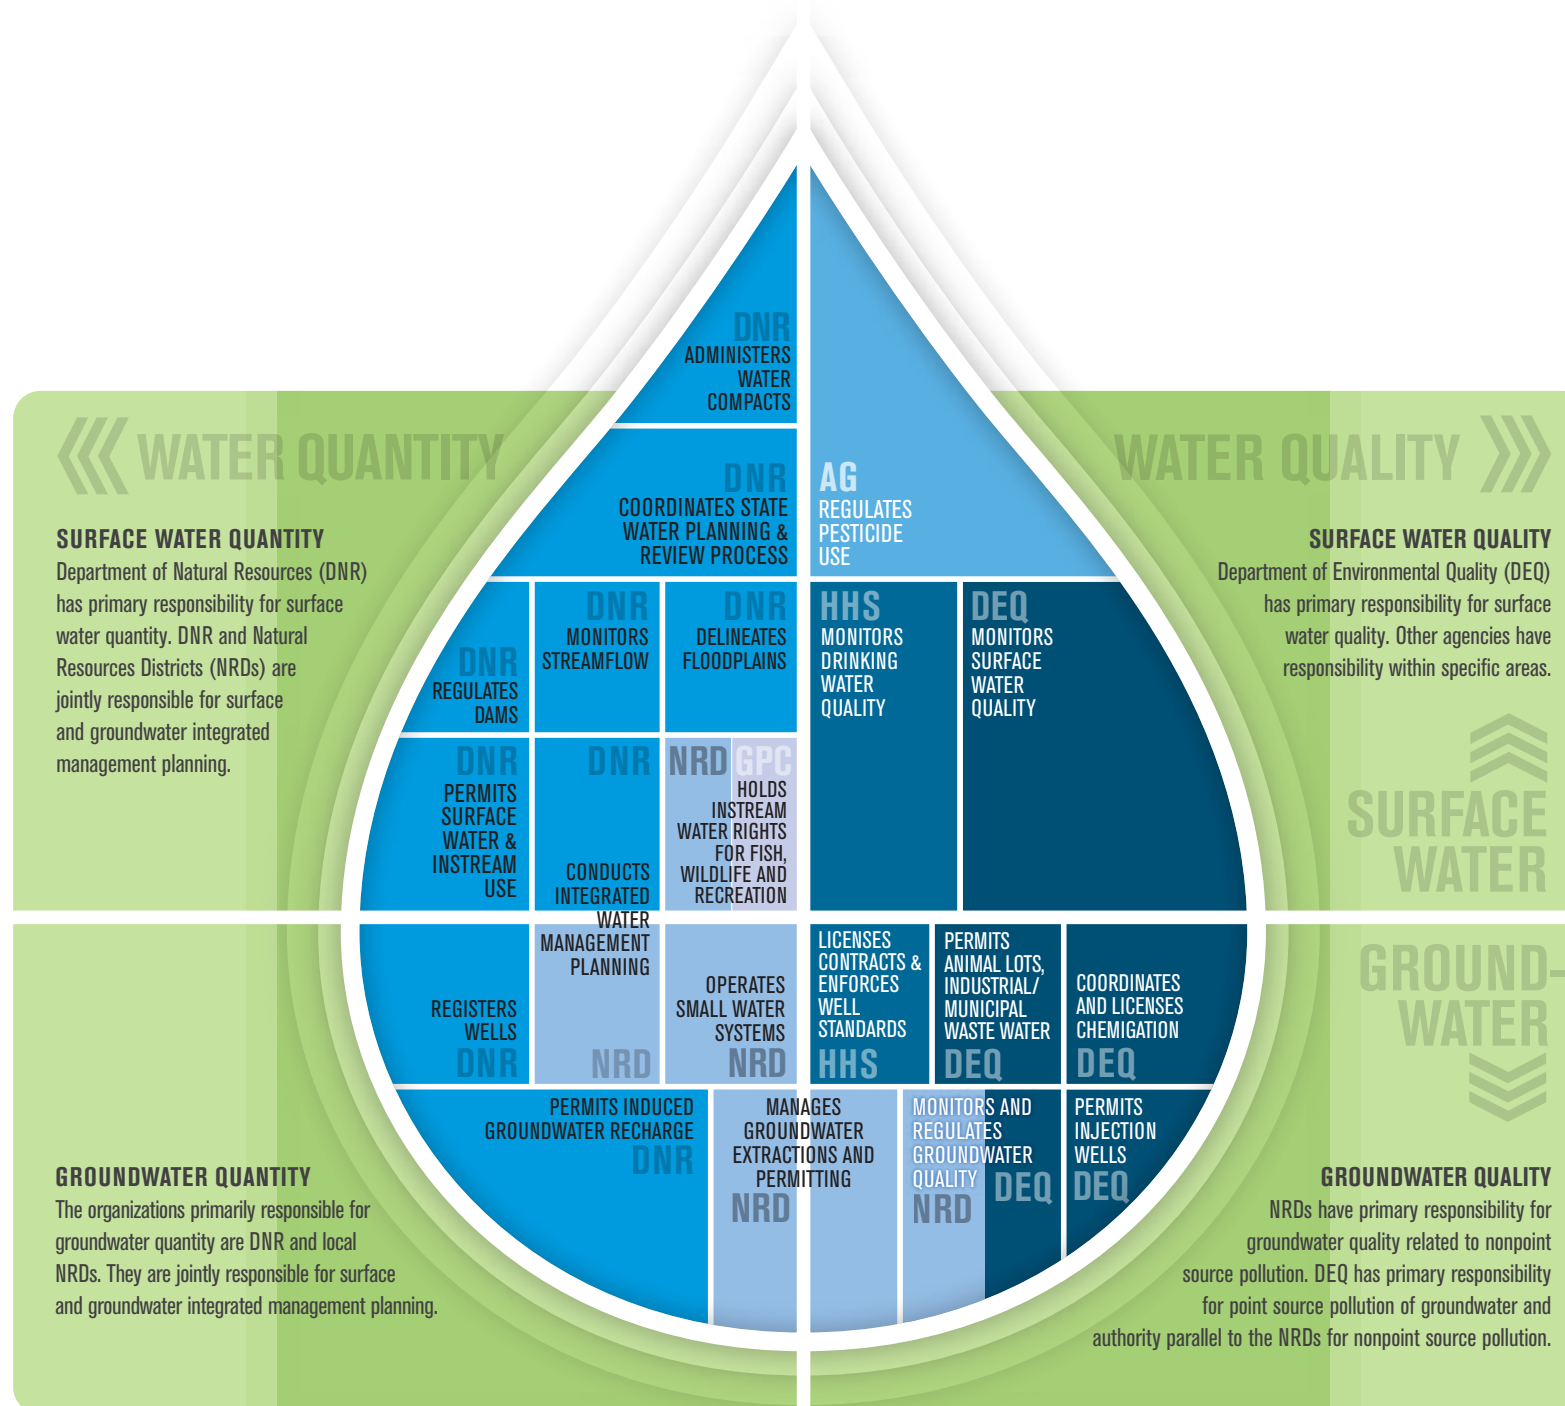 WATER QUANTITY
SURFACE WATER QUANTITY
Department of Natural Resources (DNR)
has primary responsibility for surface
water quantity. DNR and Natural
Resources Districts (NRDs) are
jointly responsible for surface
and groundwater integrated
management planning.
DNR
ADMINISTERS
WATER
COMPACTS
DNR
COORDINATES STATE
WATER PLANNING &
REVIEW PROCESS
DNR
REGULATES
DAMS
DNR
MONITORS
STREAMFLOW
DNR
DELINEATES
FLOODPLAINS
DNR
PERMITS
SURFACE
WATER &
INSTREAM
USE
DNR
CONDUCTS
INTEGRATED
WATER
MANAGEMENT
PLANNING
NRD
NRD GPC
HOLDS
INSTREAM
WATER RIGHTS
FOR FISH,
WILDLIFE AND
RECREATION
AG
REGULATES
PESTICIDE
USE
HHS
MONITORS
DRINKING
WATER
QUALITY
DEQ
MONITORS
SURFACE
WATER
QUALITY
WATER QUALITY
SURFACE WATER QUALITY
Department of Environmental Quality (DEQ)
has primary responsibility for surface
water quality. Other agencies have
responsibility within specific areas.
SURFACE
WATER
GROUND-
WATER
REGISTERS
WELLS
DNR
OPERATES
SMALL WATER
SYSTEMS
NRD
LICENSES
CONTRACTS &
ENFORCES
WELL
STANDARDS
HHS
PERMITS
ANIMAL LOTS,
INDUSTRIAL/
MUNICIPAL
WASTE WATER
DEQ
COORDINATES
AND LICENSES
CHEMIGATION
DEQ
PERMITS INDUCED
GROUNDWATER RECHARGE
DNR
MANAGES
GROUNDWATER
EXTRACTIONS AND
PERMITTING
NRD
MONITORS AND
REGULATES
GROUNDWATER
QUALITY
NRD DEQ
PERMITS
INJECTION
WELLS
DEQ
GROUNDWATER QUANTITY
The organizations primarily responsible for
groundwater quantity are DNR and local
NRDs. They are jointly responsible for surface
and groundwater integrated management planning.
GROUNDWATER QUALITY
NRDs have primary responsibility for
groundwater quality related to nonpoint
source pollution. DEQ has primary responsibility
for point source pollution of groundwater and
authority parallel to the NRDs for nonpoint source pollution.